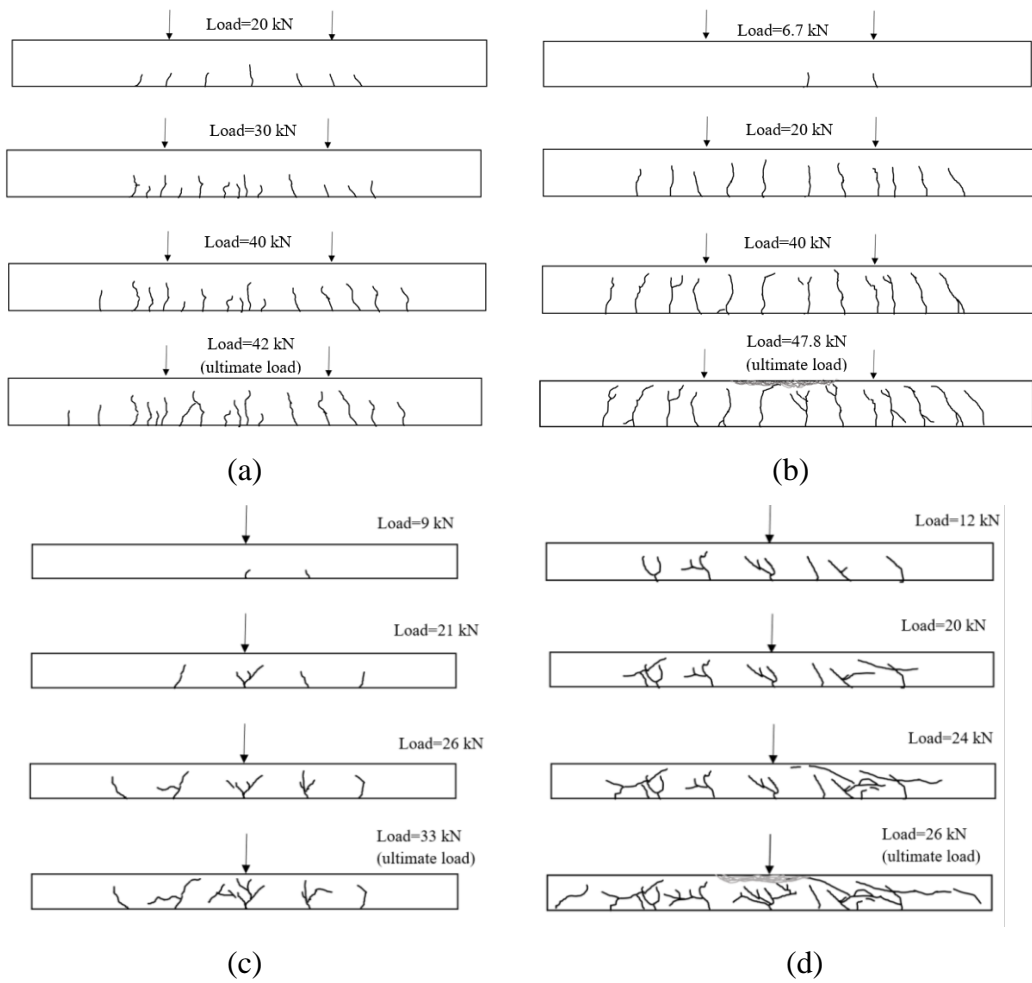 Load=20 kN
Load=30 kN
Load=40 kN
Load=42 kN
(ultimate load)
(a)
Load=6.7 kN
Load=20 kN
Load=40 kN
Load=47.8 kN
(ultimate load)
(b)
Load=9 kN
Load=21 kN
Load=26 kN
Load=33 kN
(ultimate load)
(c)
Load=12 kN
Load=20 kN
Load=24 kN
Load=26 kN
(ultimate load)
(d)